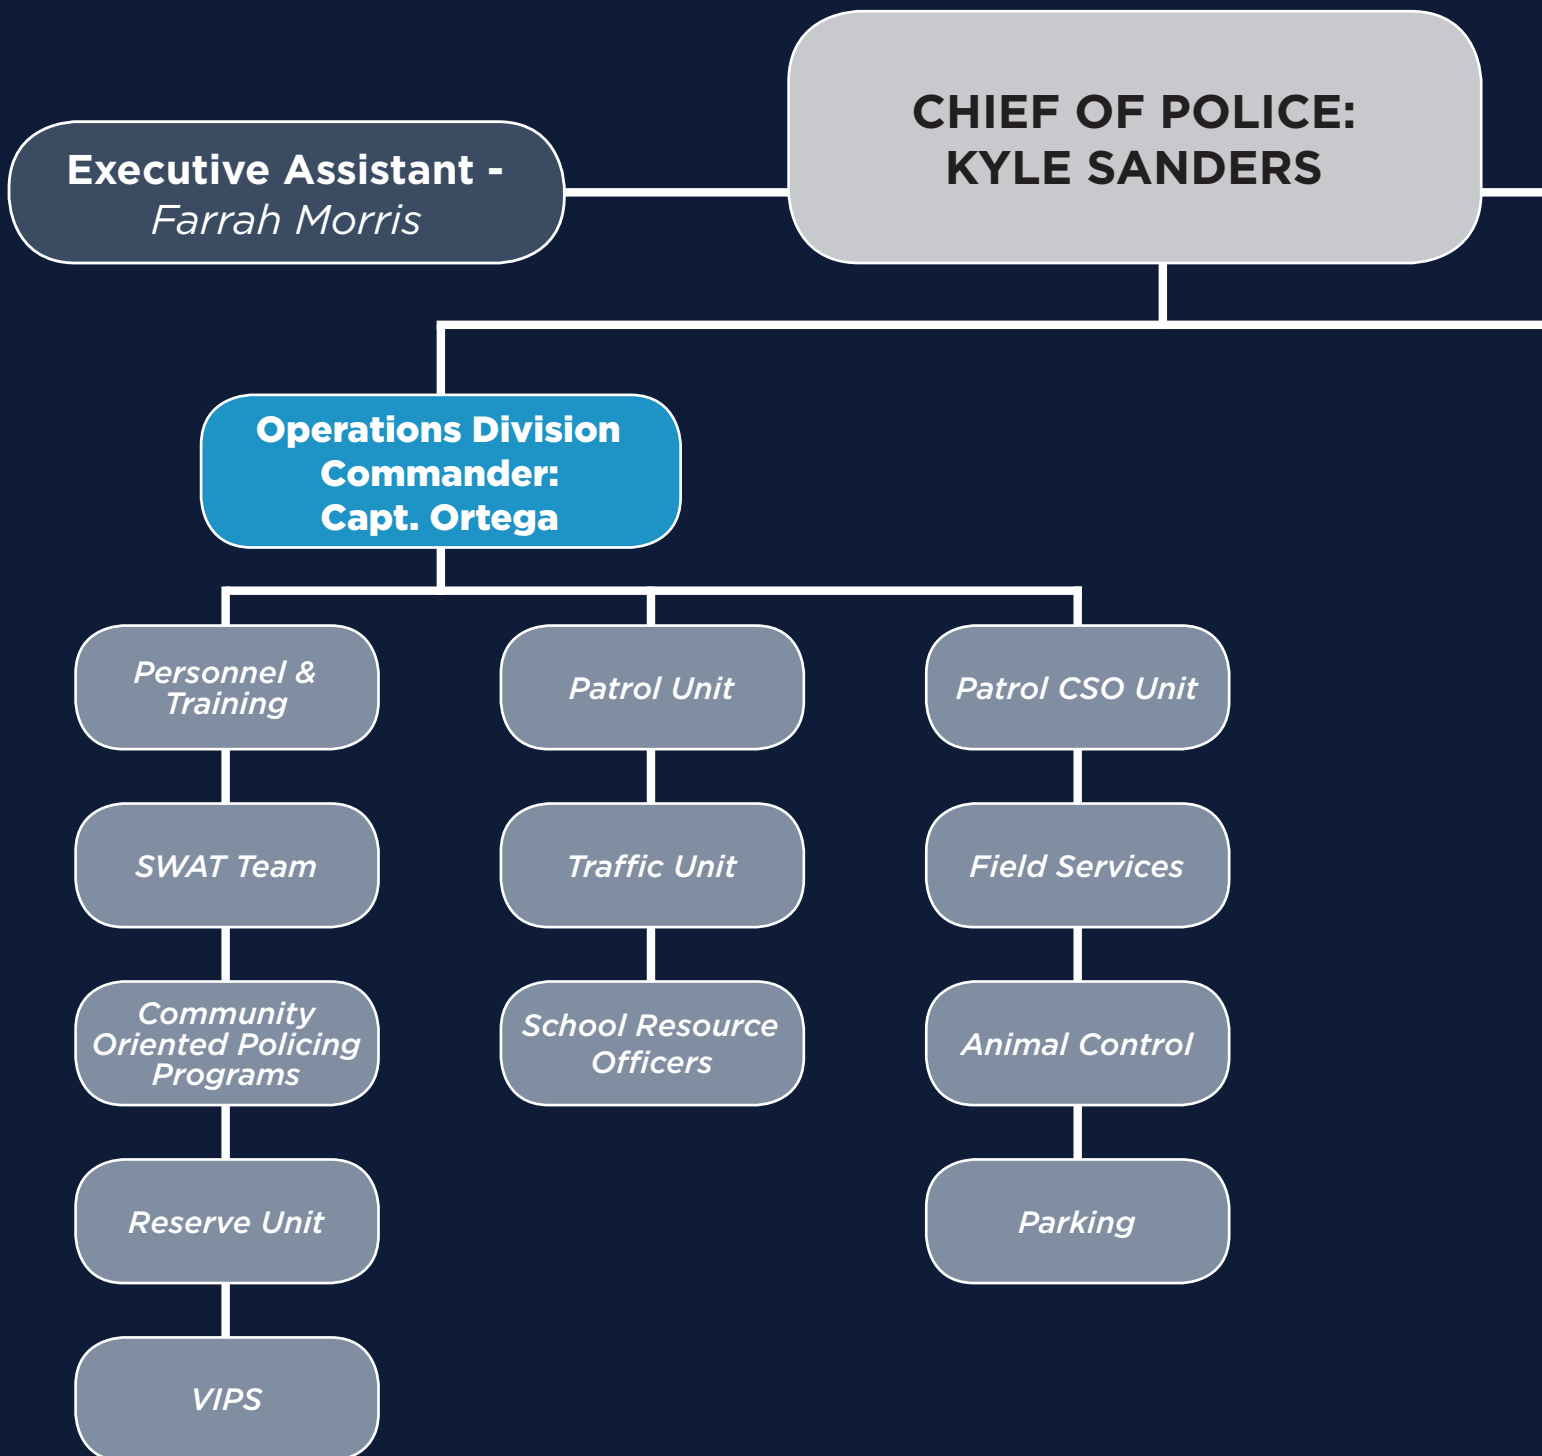 CHIEF OF POLICE:
KYLE SANDERS
Executive Assistant -
Farrah Morris
Operations Division
Commander:
Capt. Ortega
Personnel &
Training
Patrol Unit
Patrol CSO Unit
SWAT Team
Traffic Unit
Field Services
Community
Oriented Policing
Programs
School Resource
Officers
Animal Control
Reserve Unit
Parking
VIPS